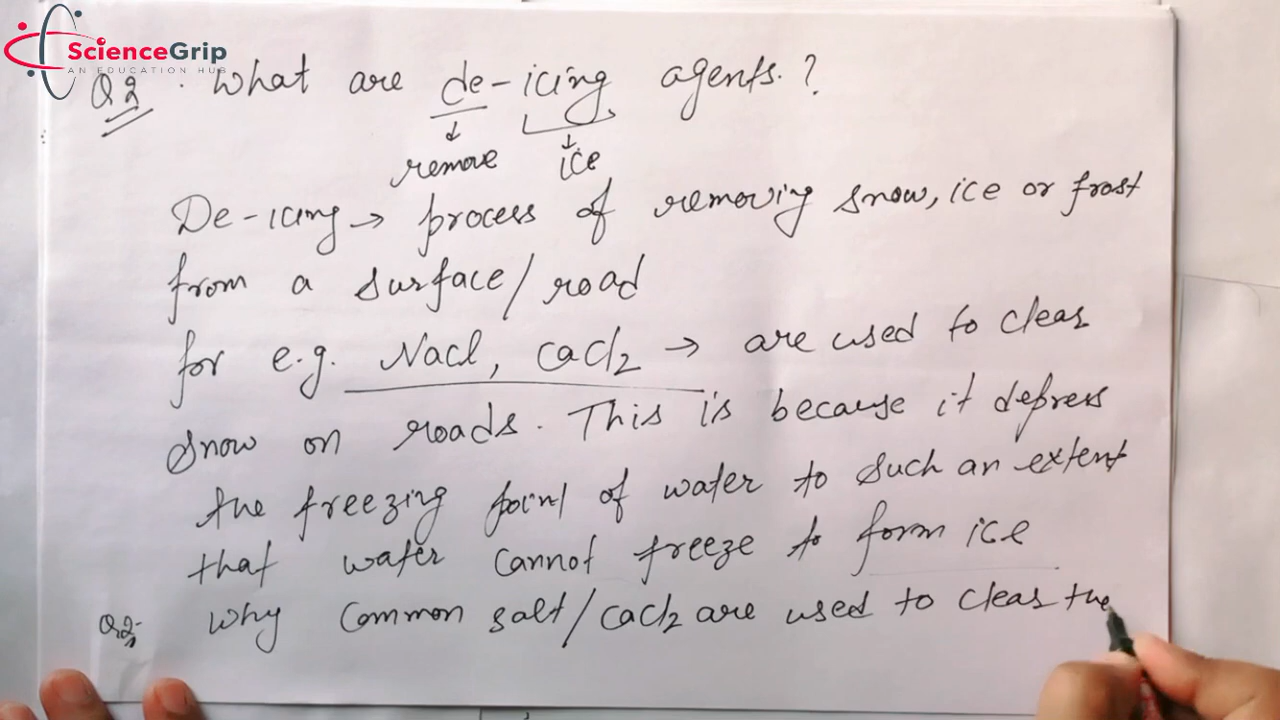 ScienceGrip
AN EDUCATION HUB
Q2. What are de-icing agents.?
remove ice
De-icing → process of removing snow, ice or frost
from a surface/road
for e.g. NaCl, CaCl2 → are used to clear
snow on roads. This is because it depress
the freezing point of water to such an extent
that water cannot freeze to form ice
Q2:- Why Common salt/CaCl2 are used to clear the